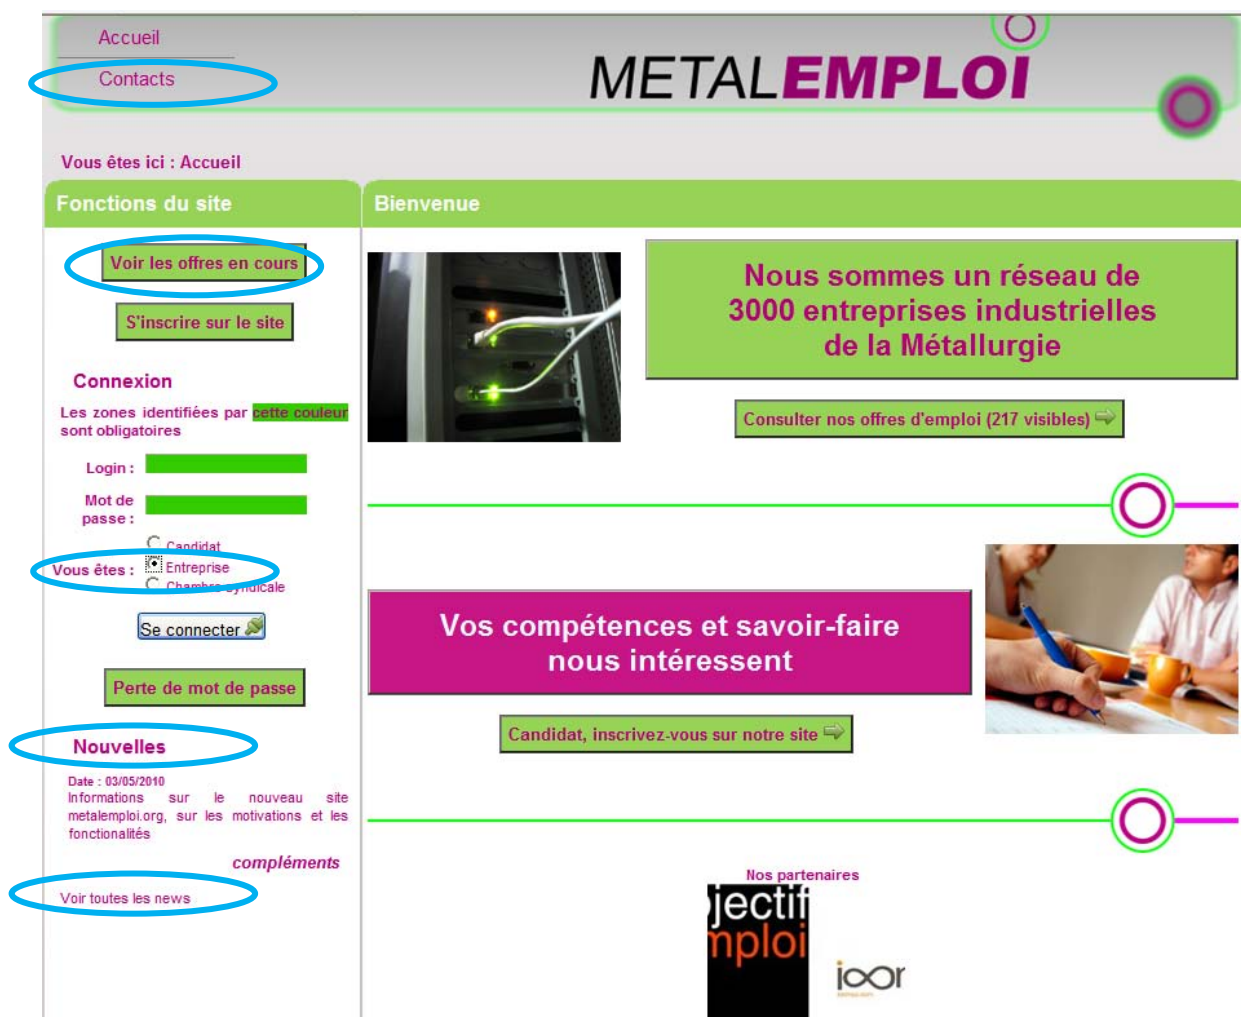 Accueil
Contacts
METALEMPLOI
Vous êtes ici : Accueil
Fonctions du site
Voir les offres en cours
S'inscrire sur le site
Connexion
Les zones identifiées par cette couleur
sont obligatoires
Login :
Mot de
passe :
Candidat
Vous êtes : Entreprise
Chambre syndicale
Se connecter
Perte de mot de passe
Nouvelles
Date : 03/05/2010
Informations sur le nouveau site
metalemploi.org, sur les motivations et les
fonctionalités
compléments
Voir toutes les news
Bienvenue
Nous sommes un réseau de
3000 entreprises industrielles
de la Métallurgie
Consulter nos offres d'emploi (217 visibles)
Vos compétences et savoir-faire
nous intéressent
Candidat, inscrivez-vous sur notre site
Nos partenaires
jectif
mploi